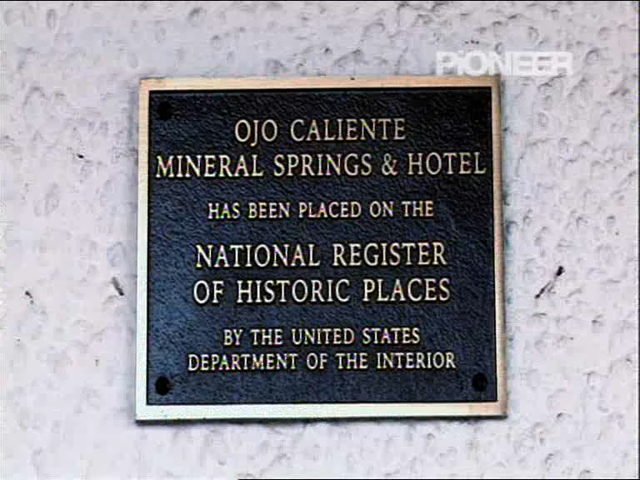 PIONEER
OJO CALIENTE
MINERAL SPRINGS & HOTEL
HAS BEEN PLACED ON THE
NATIONAL REGISTER
OF HISTORIC PLACES
BY THE UNITED STATES
DEPARTMENT OF THE INTERIOR